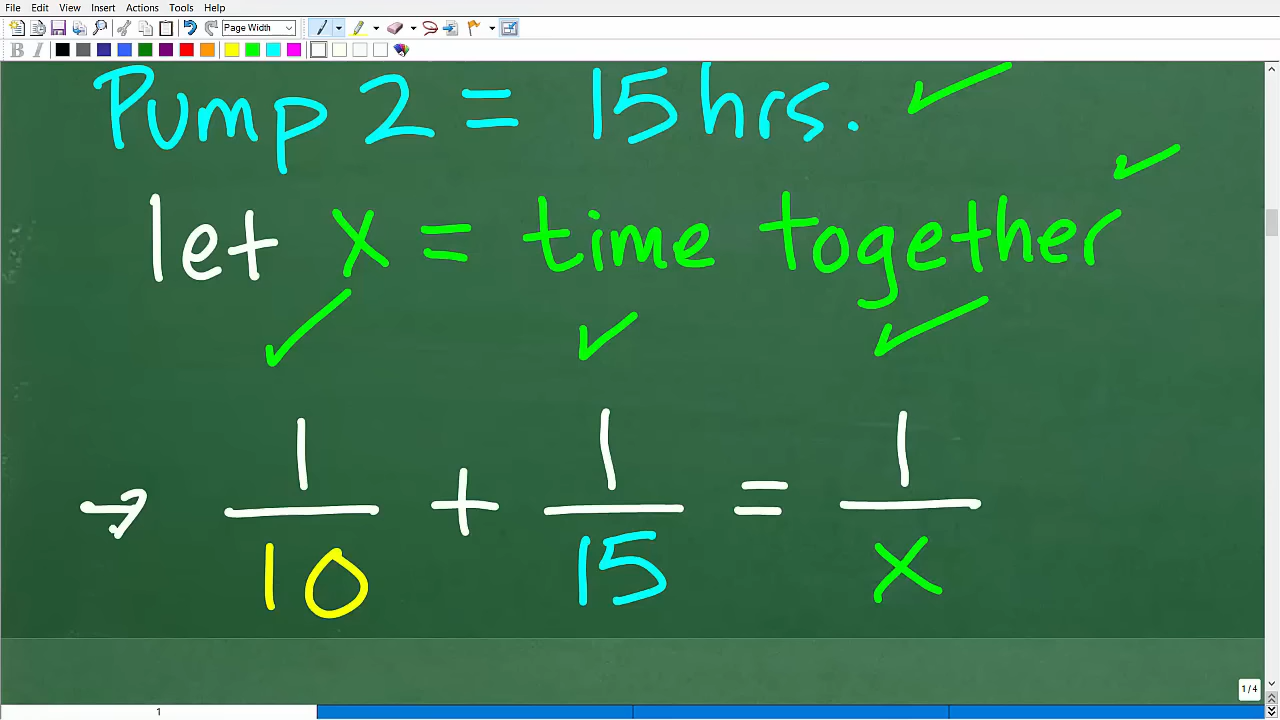 File Edit View Insert Actions Tools Help
Page Width
B I
Pump 2 = 15 hrs.
let x = time together
→ 1/10 + 1/15 = 1/x
1/4
1